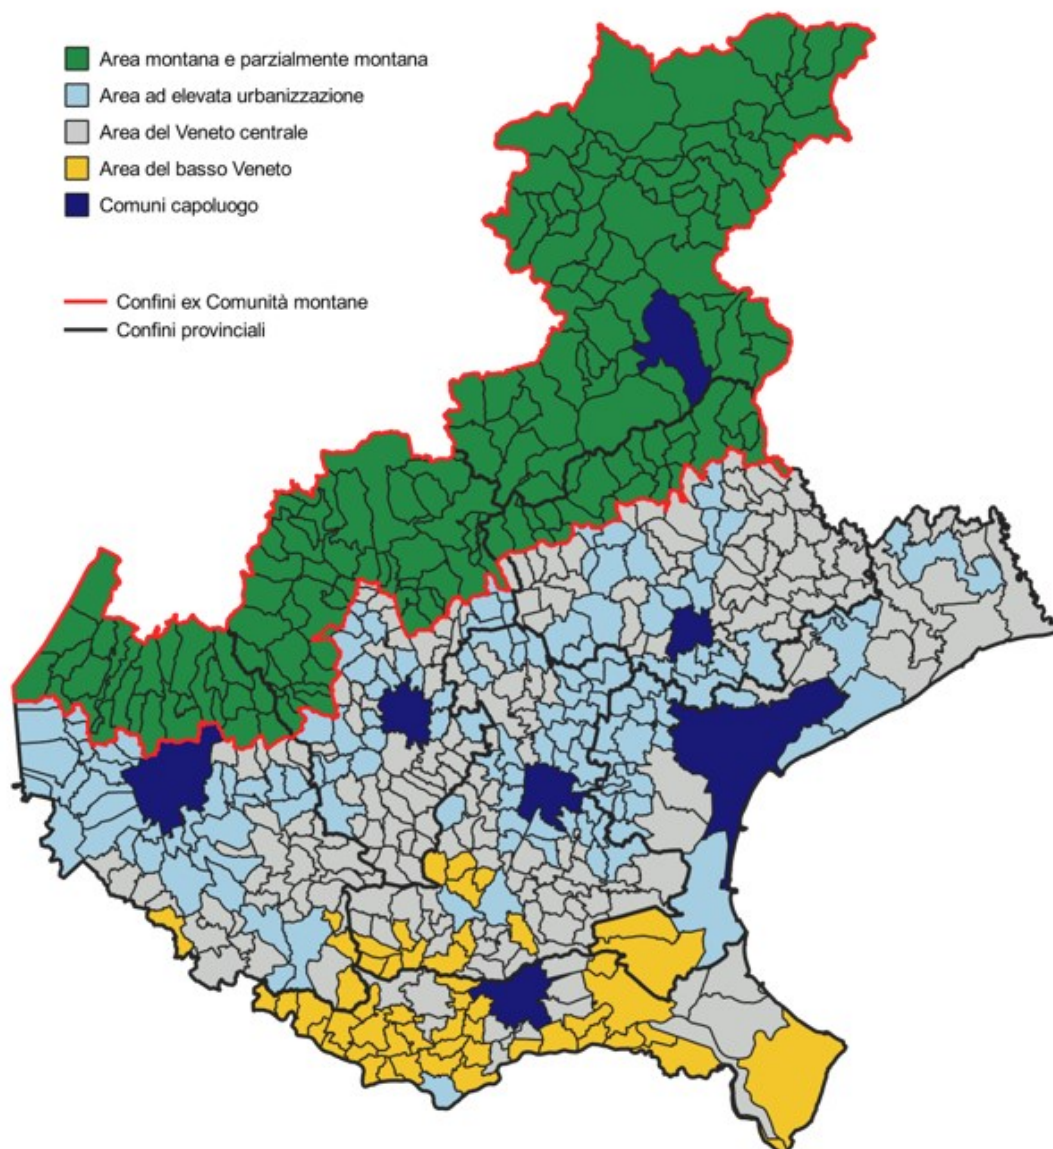 Area montana e parzialmente montana
Area ad elevata urbanizzazione
Area del Veneto centrale
Area del basso Veneto
Comuni capoluogo
Confini ex Comunità montane
Confini provinciali